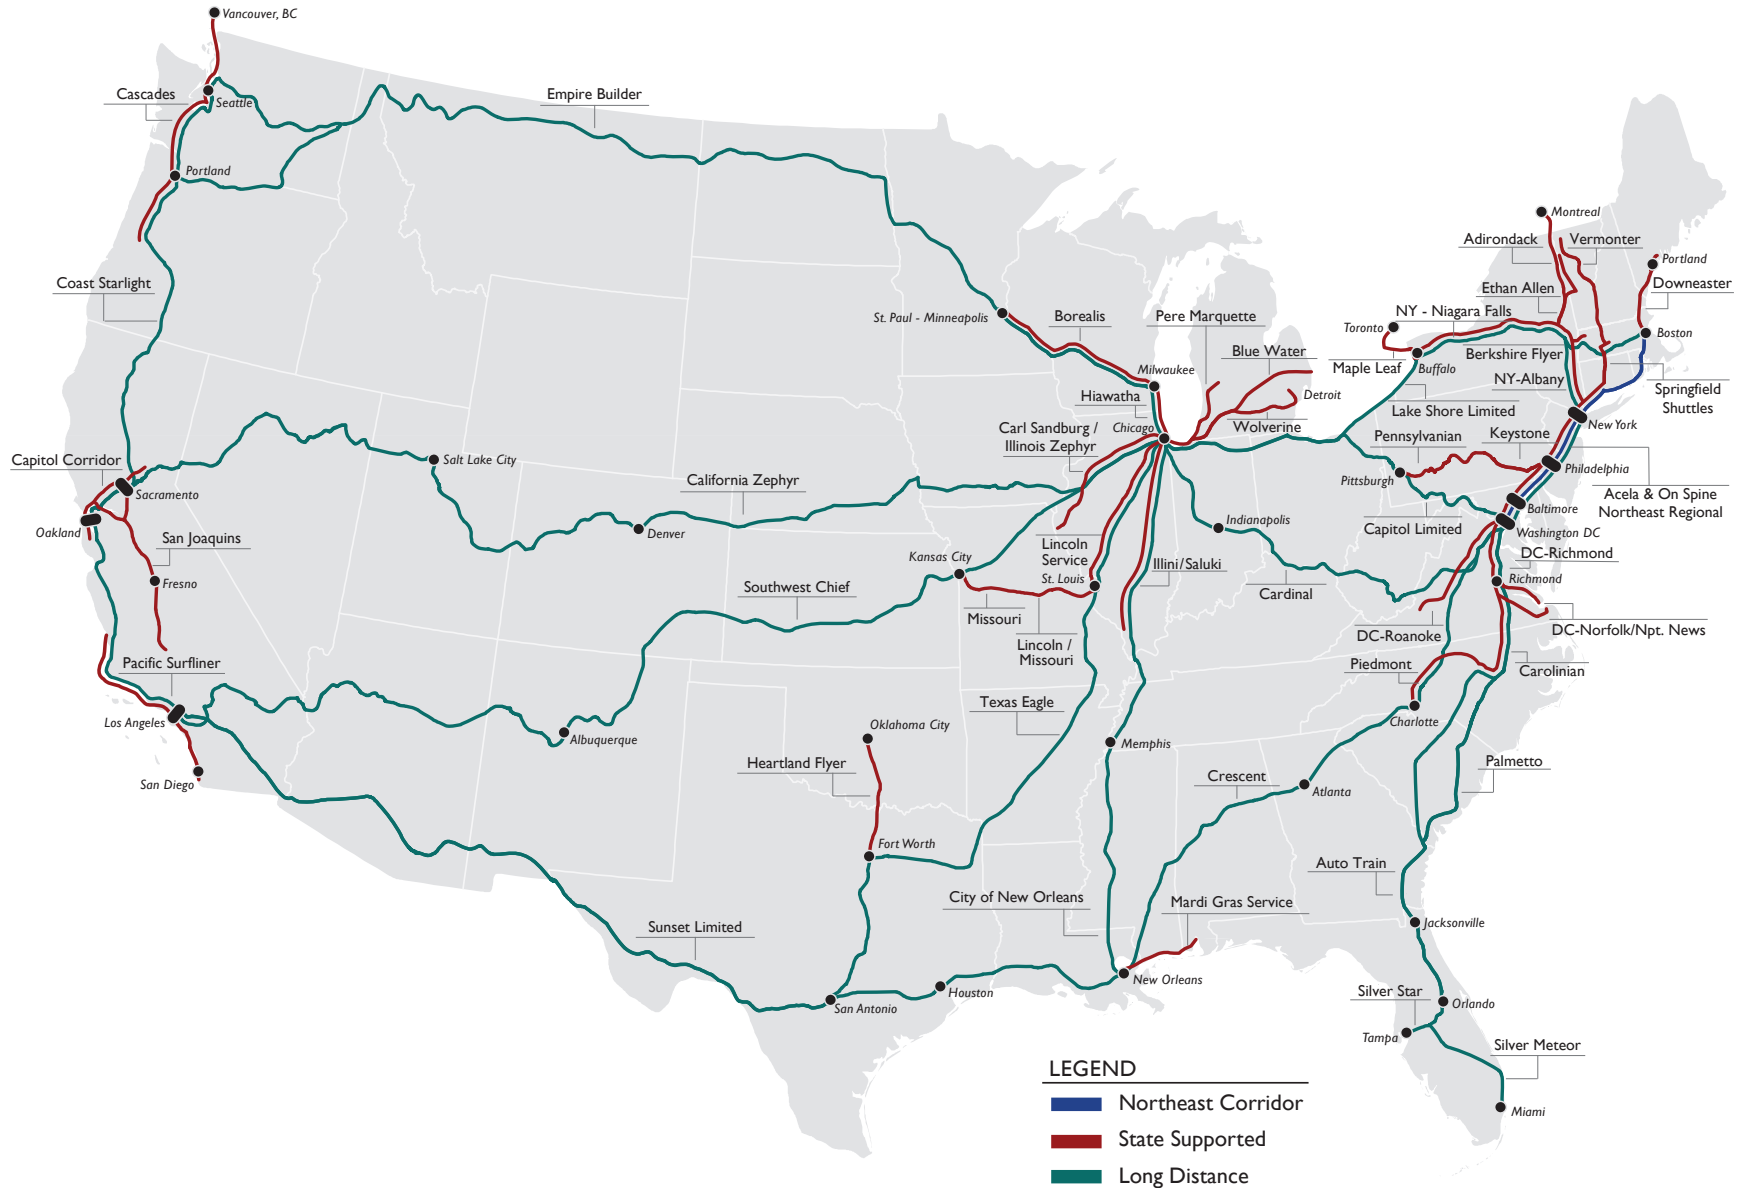 Vancouver, BC
Cascades
Seattle
Empire Builder
Portland
Coast Starlight
St. Paul - Minneapolis
Borealis
Pere Marquette
Blue Water
Milwaukee
Hiawatha
Detroit
Chicago
Wolverine
Carl Sandburg /
Illinois Zephyr
Montreal
Adirondack
Vermonter
Portland
Downeaster
Ethan Allen
NY - Niagara Falls
Toronto
Boston
Maple Leaf
Buffalo
Berkshire Flyer
NY-Albany
Springfield
Shuttles
Lake Shore Limited
New York
Pennsylvanian
Keystone
Philadelphia
Pittsburgh
Acela & On Spine
Northeast Regional
Baltimore
Capitol Limited
Washington DC
DC-Richmond
Richmond
DC-Norfolk/Npt. News
DC-Roanoke
Carolinian
Piedmont
Charlotte
Capitol Corridor
Sacramento
Oakland
San Joaquins
Fresno
Salt Lake City
California Zephyr
Denver
Kansas City
Lincoln
Service
St. Louis
Illini/Saluki
Indianapolis
Cardinal
Southwest Chief
Missouri
Lincoln /
Missouri
Pacific Surfliner
Los Angeles
San Diego
Albuquerque
Oklahoma City
Heartland Flyer
Texas Eagle
Memphis
Crescent
Atlanta
Palmetto
Fort Worth
Auto Train
City of New Orleans
Mardi Gras Service
Jacksonville
Sunset Limited
San Antonio
Houston
New Orleans
Silver Star
Orlando
Tampa
Silver Meteor
Miami
LEGEND
Northeast Corridor
State Supported
Long Distance